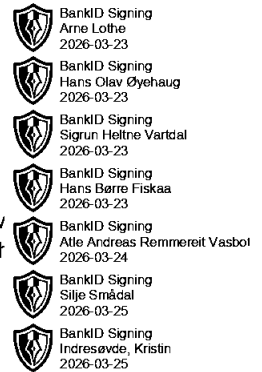 BankID Signing
Arne Lothe
2026-03-23
BankID Signing
Hans Olav Øyehaug
2026-03-23
BankID Signing
Sigrun Heltne Vartdal
2026-03-23
BankID Signing
Hans Børre Fiskaa
2026-03-23
BankID Signing
Atle Andreas Remmereit Vasbot
2026-03-24
BankID Signing
Silje Smådal
2026-03-25
BankID Signing
Indresøvde, Kristin
2026-03-25